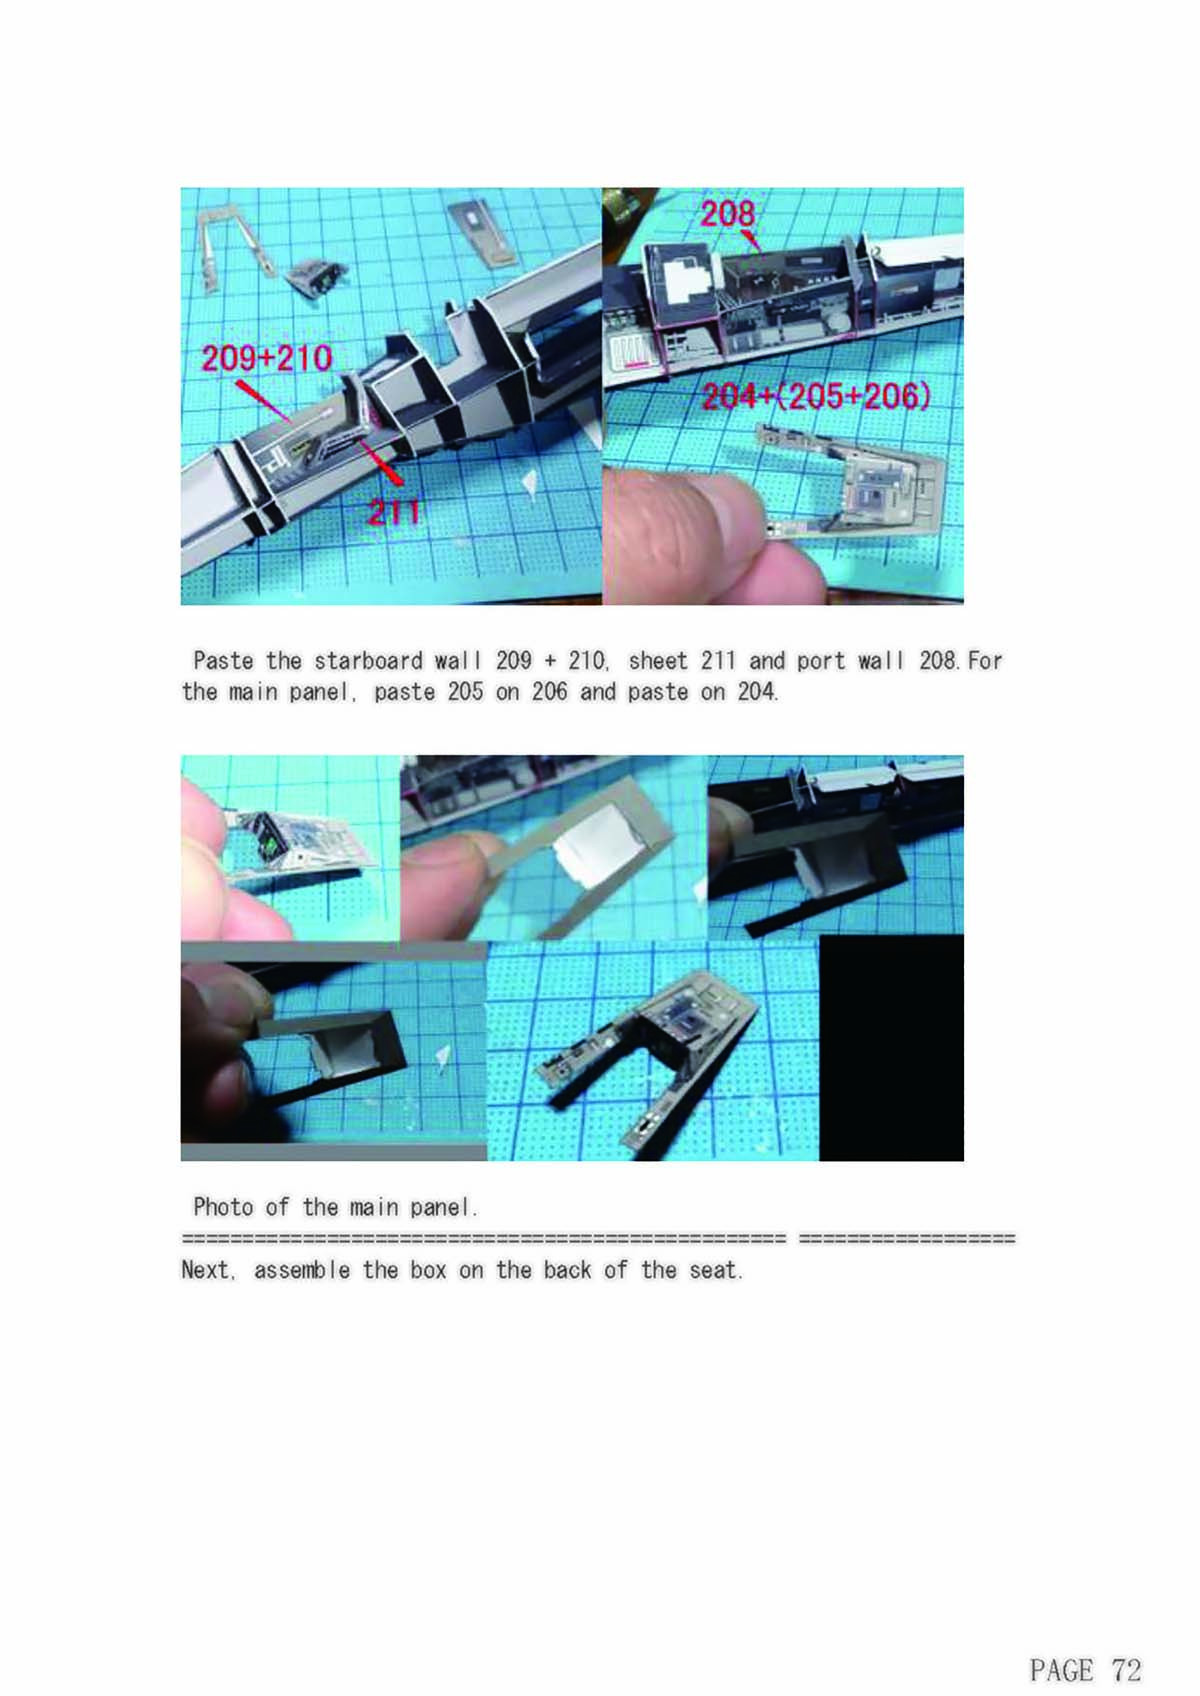 208
209+210
204+(205+206)
211
Paste the starboard wall 209 + 210, sheet 211 and port wall 208.For
the main panel, paste 205 on 206 and paste on 204.
Photo of the main panel.
================================================== ==================
Next, assemble the box on the back of the seat.
PAGE 72